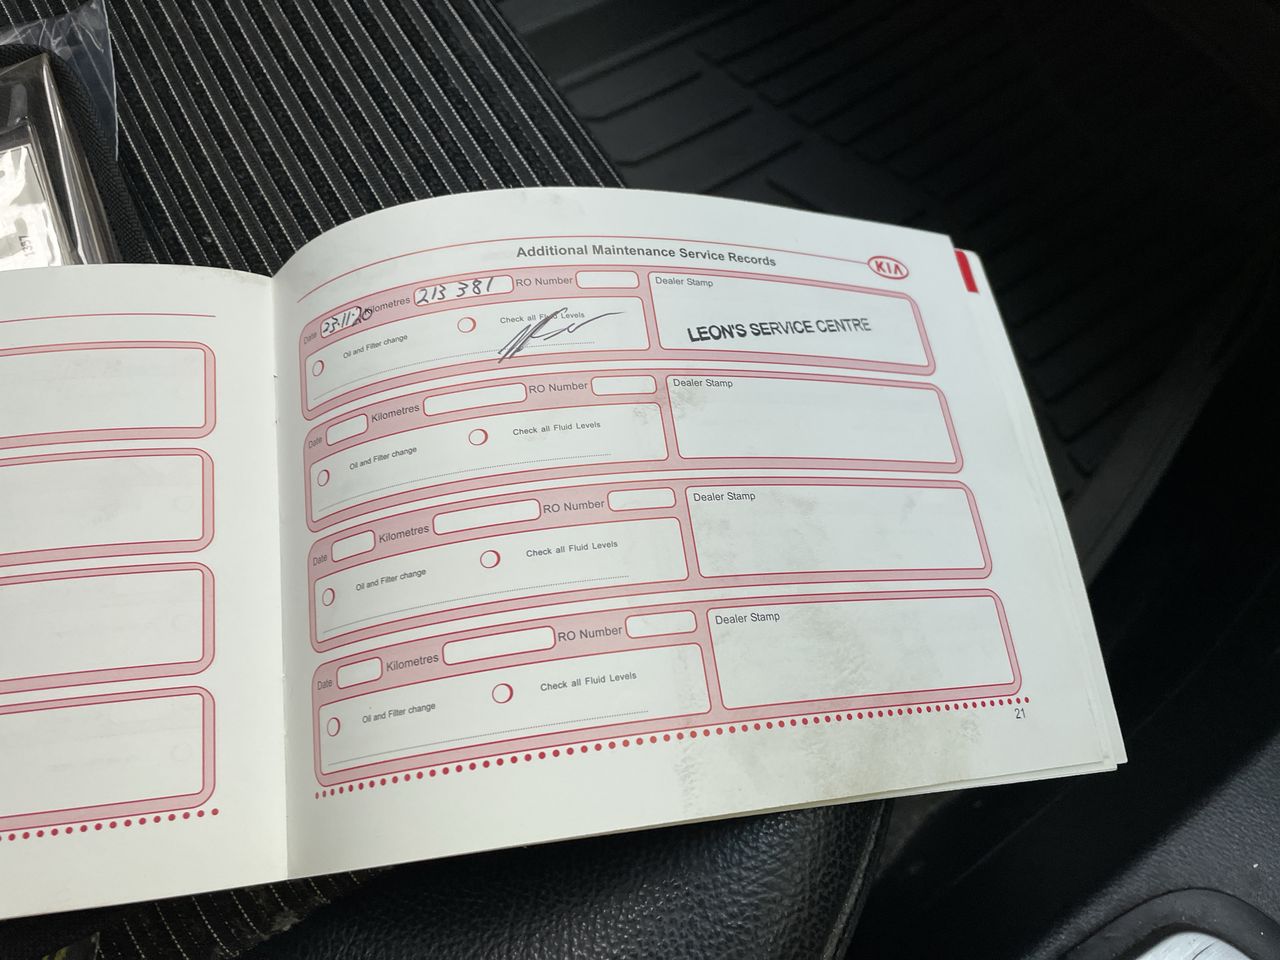 Additional Maintenance Service Records
KIA
Date 23.11.20 Kilometres 213 381 RO Number
Oil and Filter change Check all Fluid Levels
Dealer Stamp
LEON'S SERVICE CENTRE
Date Kilometres RO Number
Oil and Filter change Check all Fluid Levels
Dealer Stamp
Date Kilometres RO Number
Oil and Filter change Check all Fluid Levels
Dealer Stamp
Date Kilometres RO Number
Oil and Filter change Check all Fluid Levels
Dealer Stamp
21